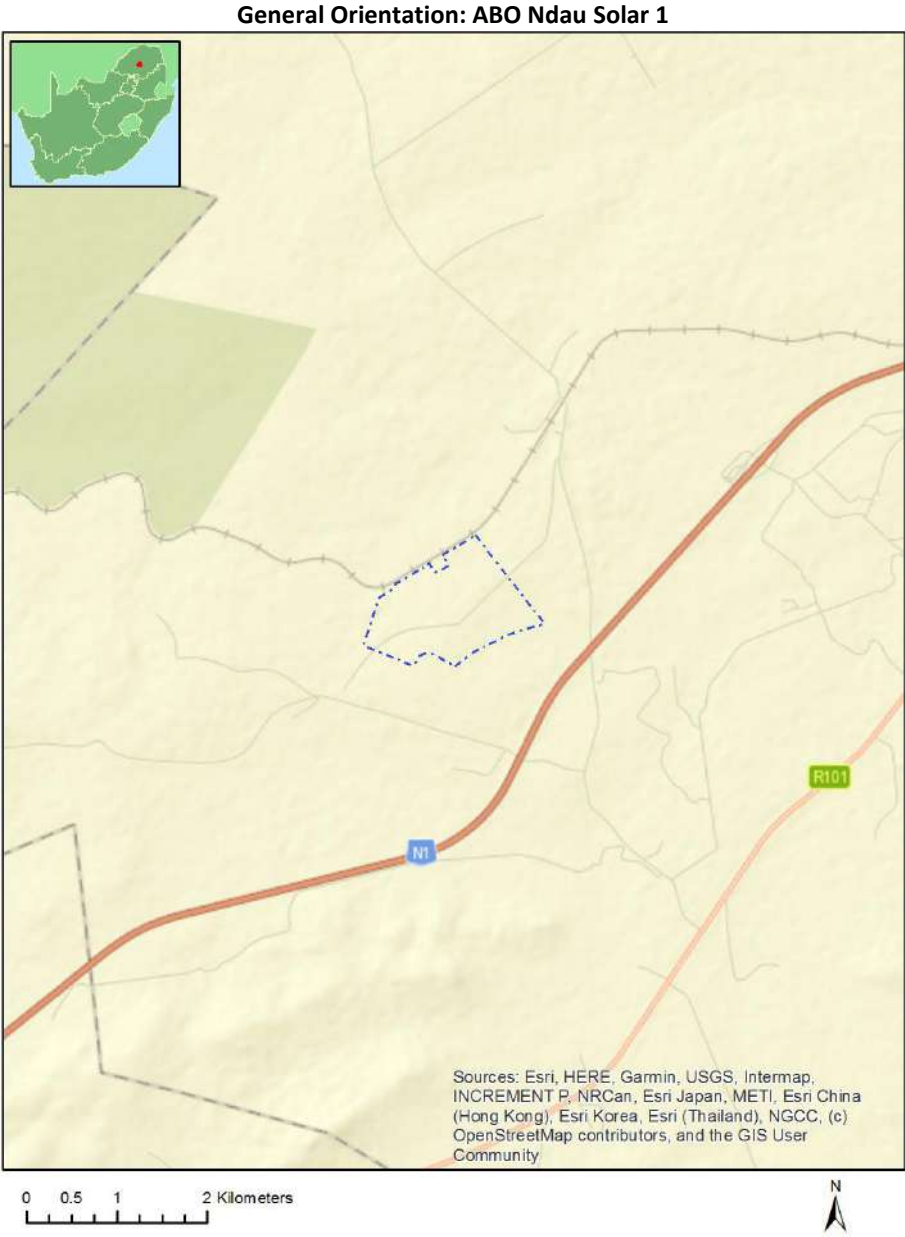 General Orientation: ABO Ndau Solar 1
R101
N1
Sources: Esri, HERE, Garmin, USGS, Intermap,
INCREMENT P, NRCan, Esri Japan, METI, Esri China
(Hong Kong), Esri Korea, Esri (Thailand), NGCC, (c)
OpenStreetMap contributors, and the GIS User
Community
0 0.5 1 2 Kilometers
N